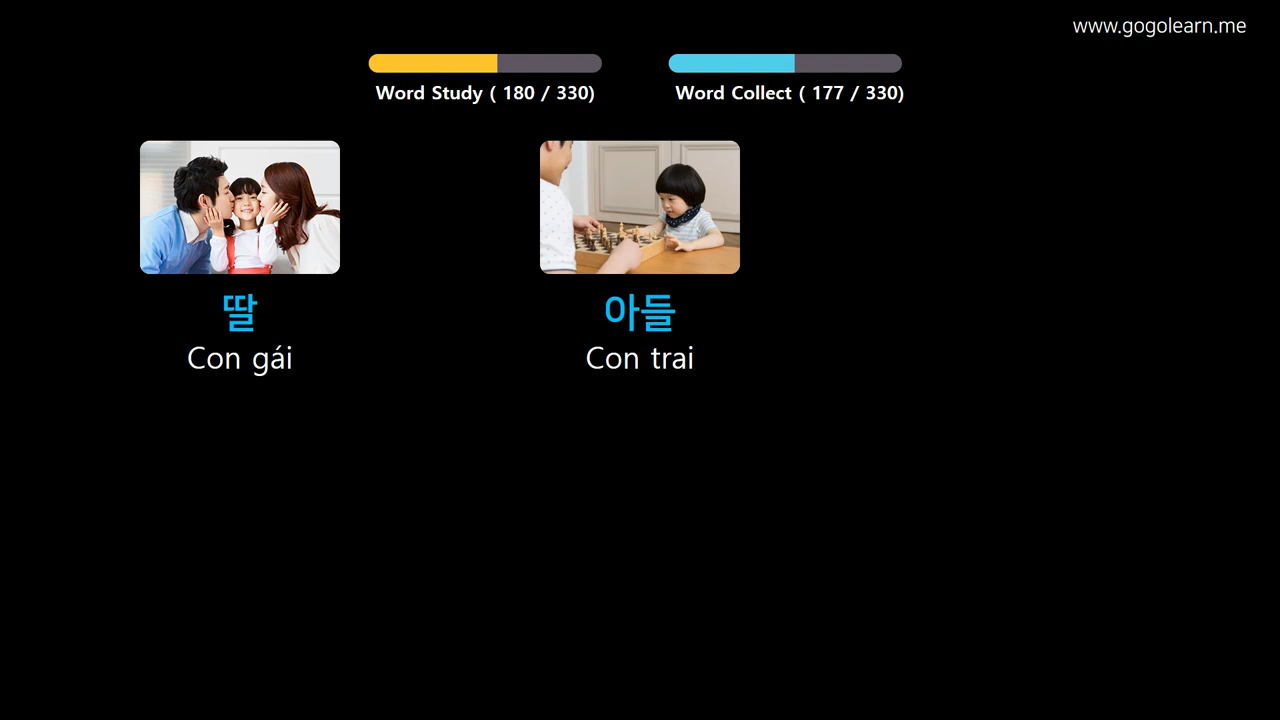 www.gogolearn.me
Word Study ( 180 / 330)
Word Collect ( 177 / 330)
딸
Con gái
아들
Con trai